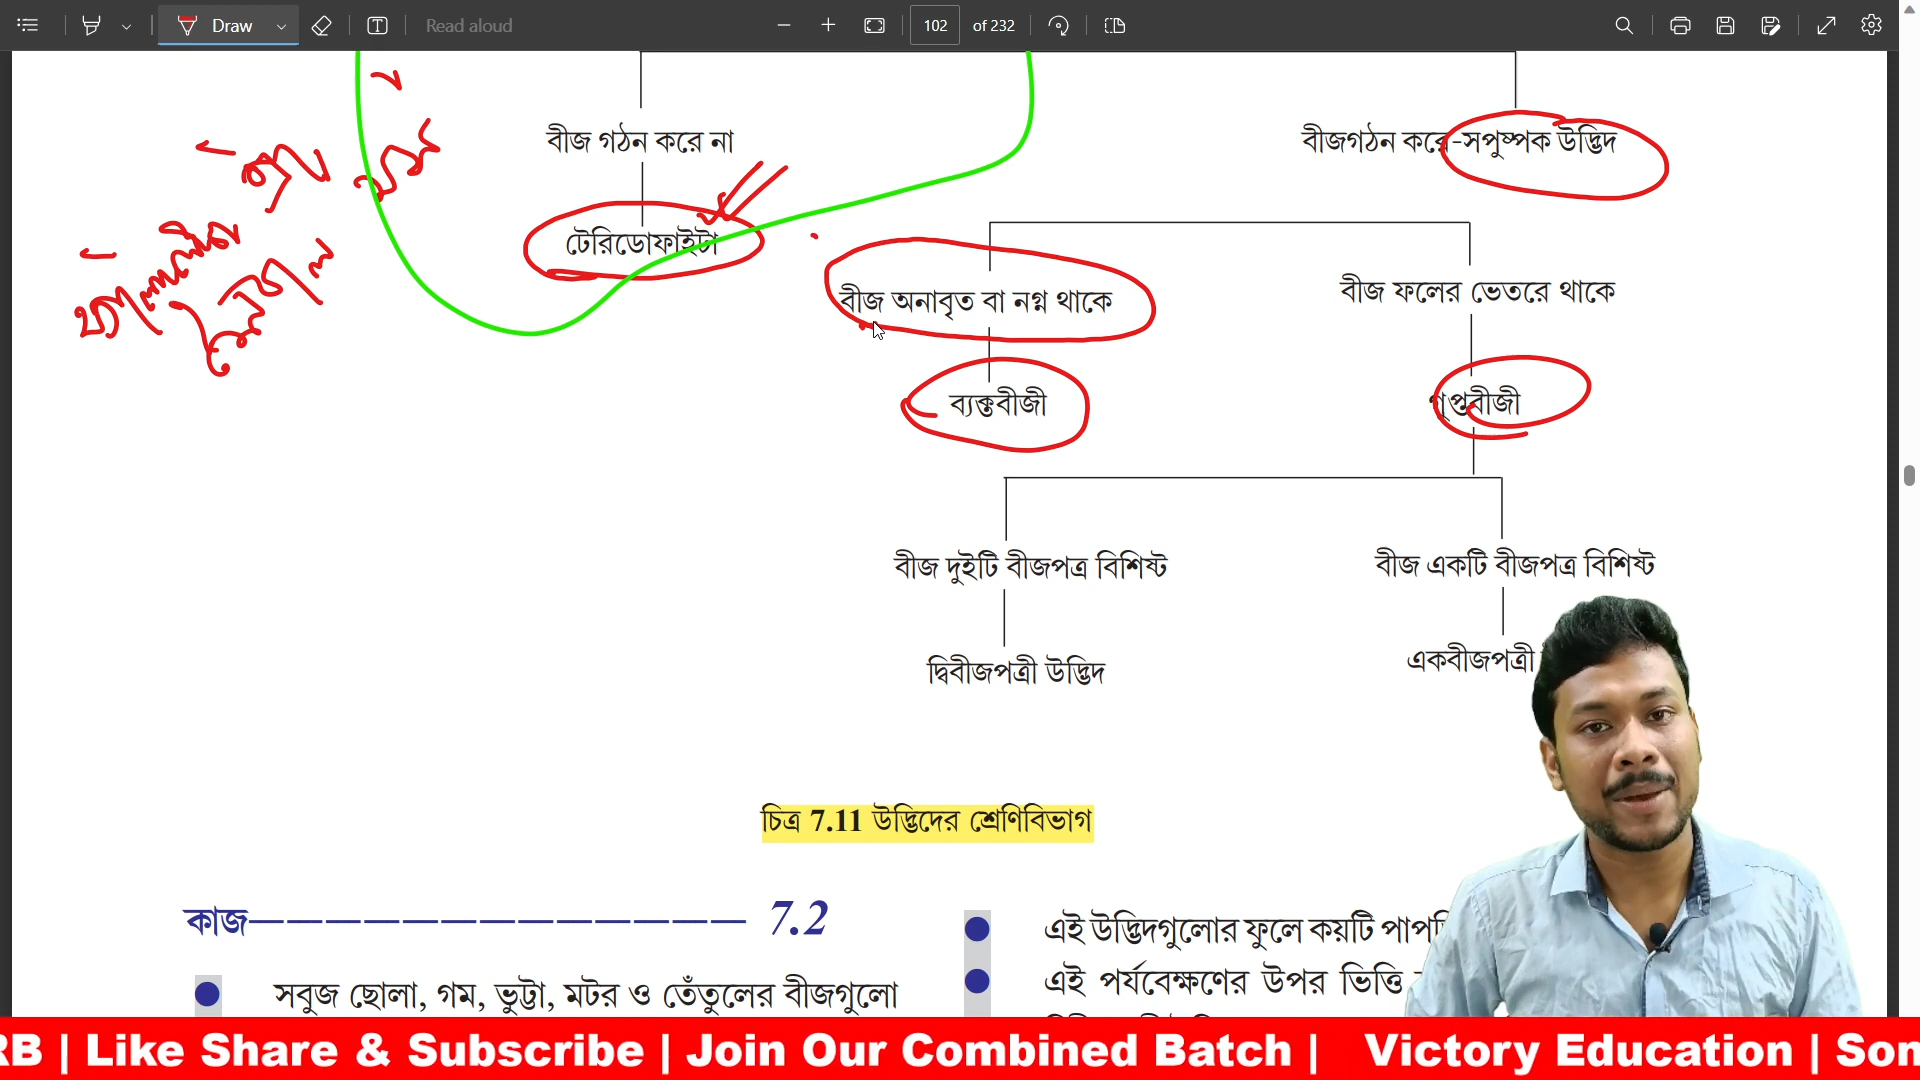 Draw
Read aloud
102 of 232
বীজ গঠন করে না
বীজগঠন করে-সপুষ্পক উদ্ভিদ
টেরিডোফাইটা
বীজ অনাবৃত বা নগ্ন থাকে
বীজ ফলের ভেতরে থাকে
ব্যক্তবীজী
গুপ্তবীজী
বীজ দুইটি বীজপত্র বিশিষ্ট
বীজ একটি বীজপত্র বিশিষ্ট
দ্বিবীজপত্রী উদ্ভিদ
একবীজপত্রী
চিত্র 7.11 উদ্ভিদের শ্রেণিবিভাগ
কাজ 7.2
সবুজ ছোলা, গম, ভুট্টা, মটর ও তেঁতুলের বীজগুলো
এই উদ্ভিদগুলোর ফুলে কয়টি
এই পর্যবেক্ষণের উপর ভিত্তি
RB | Like Share & Subscribe | Join Our Combined Batch | Victory Education | Son